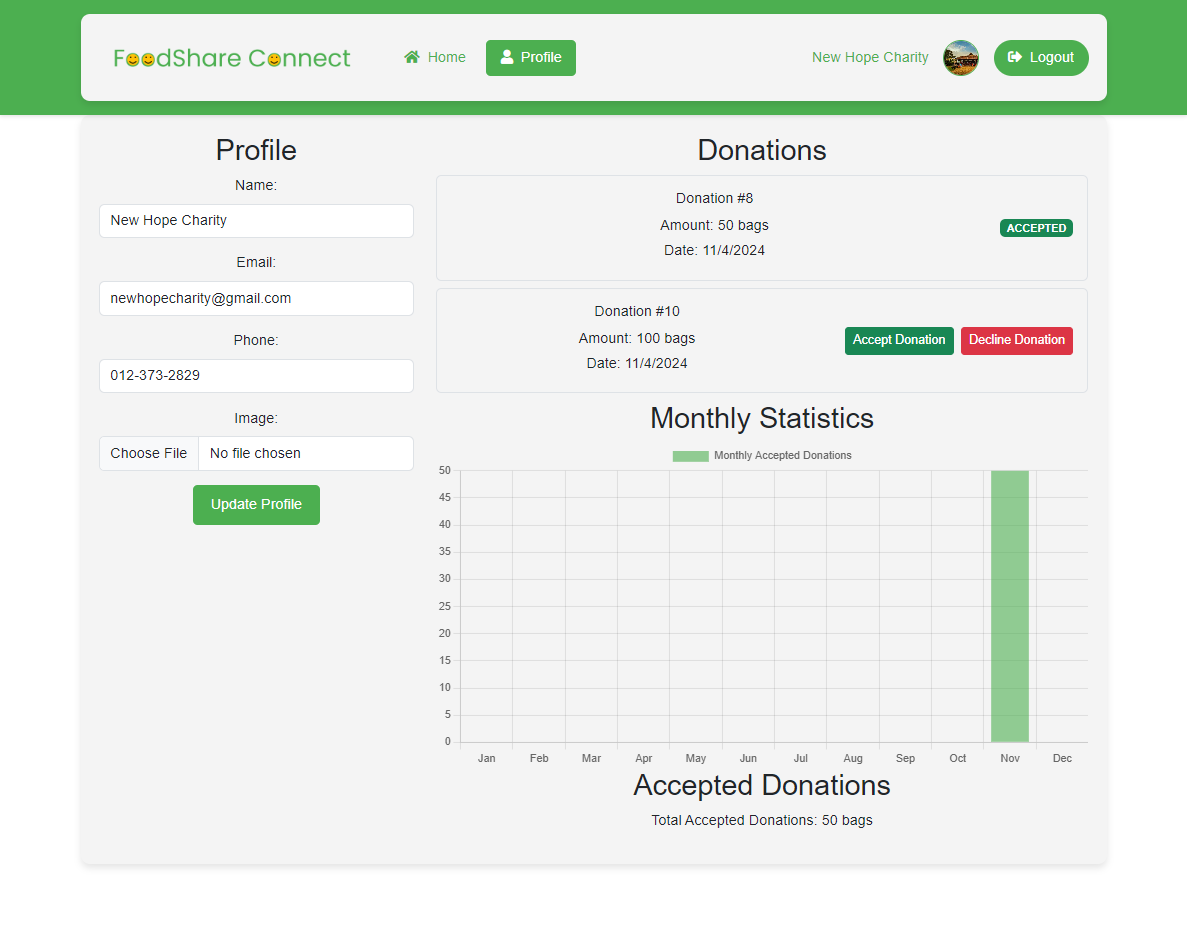 FoodShare Connect
Home
Profile
New Hope Charity
Logout
Profile
Name:
New Hope Charity
Email:
newhopecharity@gmail.com
Phone:
012-373-2829
Image:
Choose File No file chosen
Update Profile
Donations
Donation #8
Amount: 50 bags
Date: 11/4/2024
ACCEPTED
Donation #10
Amount: 100 bags
Date: 11/4/2024
Accept Donation
Decline Donation
Monthly Statistics
Monthly Accepted Donations
50
45
40
35
30
25
20
15
10
5
0
Jan Feb Mar Apr May Jun Jul Aug Sep Oct Nov Dec
Accepted Donations
Total Accepted Donations: 50 bags